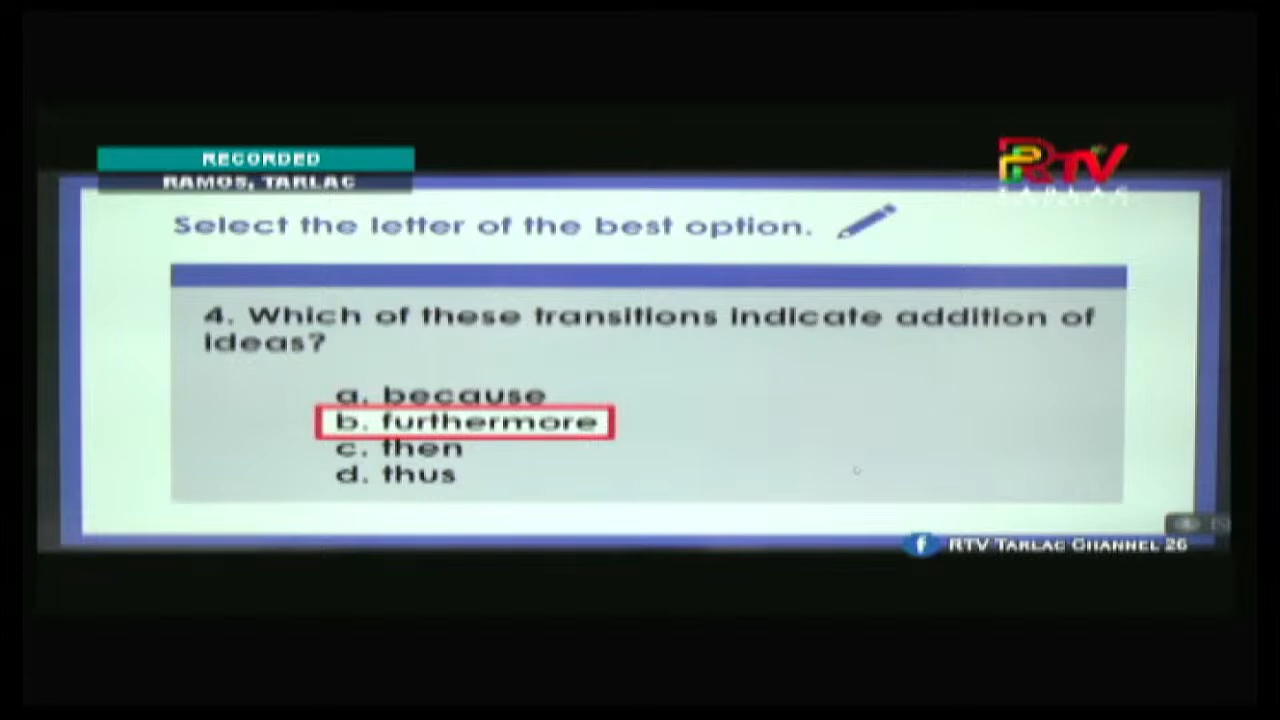 RECORDED
RAMOS, TARLAC
RTV
TARLAC
Select the letter of the best option.
4. Which of these transitions indicate addition of
ideas?
a. because
b. furthermore
c. then
d. thus
RTV TARLAC CHANNEL 26